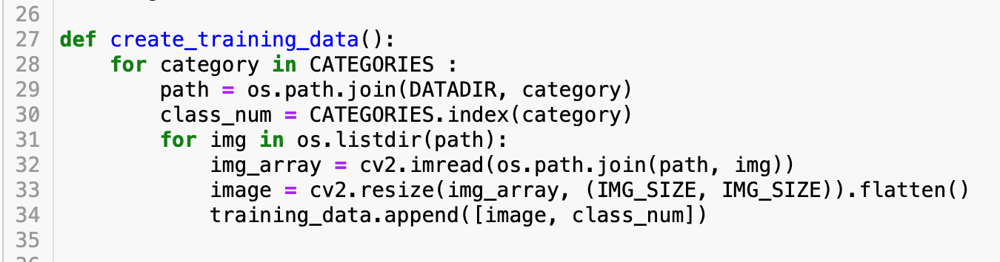 26
27 def create_training_data():
28     for category in CATEGORIES :
29         path = os.path.join(DATADIR, category)
30         class_num = CATEGORIES.index(category)
31         for img in os.listdir(path):
32             img_array = cv2.imread(os.path.join(path, img))
33             image = cv2.resize(img_array, (IMG_SIZE, IMG_SIZE)).flatten()
34             training_data.append([image, class_num])
35